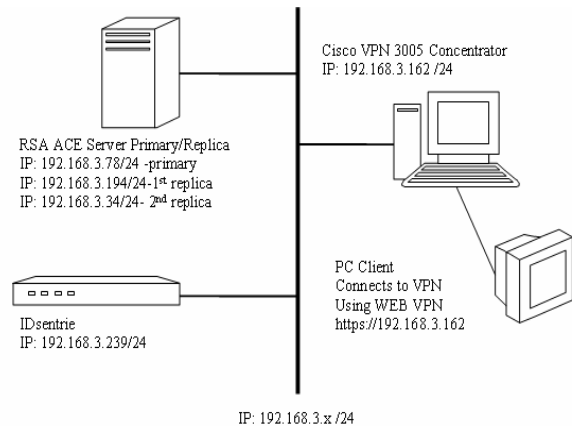 Cisco VPN 3005 Concentrator
IP: 192.168.3.162 /24
RSA ACE Server Primary/Replica
IP: 192.168.3.78/24 -primary
IP: 192.168.3.194/24-1st replica
IP: 192.168.3.34/24- 2nd replica
PC Client
Connects to VPN
Using WEB VPN
https://192.168.3.162
IDsentrie
IP: 192.168.3.239/24
IP: 192.168.3.x /24